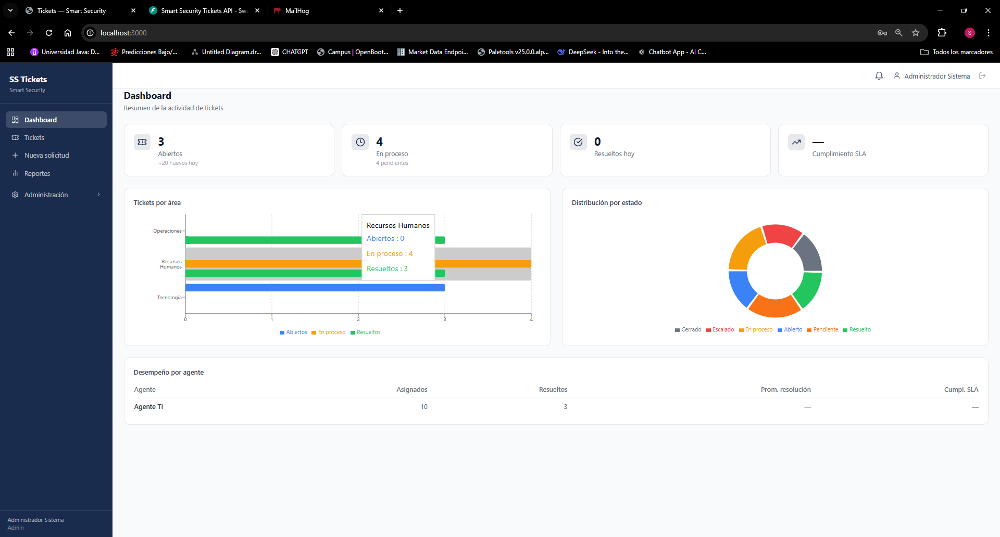 Tickets — Smart Security
Smart Security Tickets API - Swa
MailHog
localhost:3000
S
Universidad Java: D...
Predicciones Bajo/...
Untitled Diagram.dr...
CHATGPT
Campus | OpenBoot...
Market Data Endpoi...
Paletools v25.0.0.alp...
DeepSeek - Into the...
Chatbot App - AI C...
Todos los marcadores
SS Tickets
Smart Security
Dashboard
Tickets
Nueva solicitud
Reportes
Administración
Administrador Sistema
Admin
Administrador Sistema
Dashboard
Resumen de la actividad de tickets
3
Abiertos
+20 nuevos hoy
4
En proceso
4 pendientes
0
Resueltos hoy
—
Cumplimiento SLA
Tickets por área
Operaciones
Recursos
Humanos
Tecnología
0 1 2 3 4
Recursos Humanos
Abiertos : 0
En proceso : 4
Resueltos : 3
Abiertos En proceso Resueltos
Distribución por estado
Cerrado Escalado En proceso Abierto Pendiente Resuelto
Desempeño por agente
Agente Asignados Resueltos Prom. resolución Cumpl. SLA
Agente TI 10 3 — —